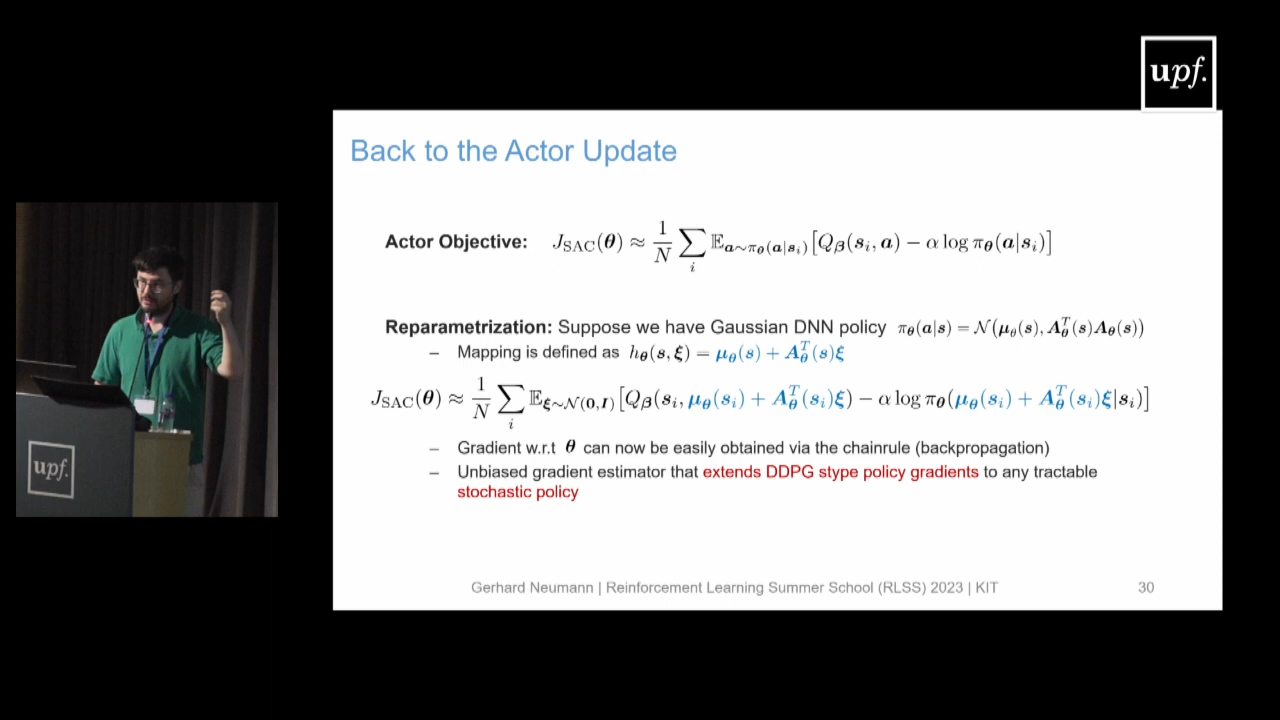 upf.
Back to the Actor Update
Actor Objective: J_SAC(θ) ≈ 1/N ∑_i 𝔼_{a∼π_θ(a|s_i)} [Q_β(s_i, a) − α log π_θ(a|s_i)]
Reparametrization: Suppose we have Gaussian DNN policy π_θ(a|s) = 𝒩(μ_θ(s), A_θ^T(s)A_θ(s))
– Mapping is defined as h_θ(s, ξ) = μ_θ(s) + A_θ^T(s)ξ
J_SAC(θ) ≈ 1/N ∑_i 𝔼_{ξ∼𝒩(0,I)} [Q_β(s_i, μ_θ(s_i) + A_θ^T(s_i)ξ) − α log π_θ(μ_θ(s_i) + A_θ^T(s_i)ξ|s_i)]
– Gradient w.r.t θ can now be easily obtained via the chainrule (backpropagation)
– Unbiased gradient estimator that extends DDPG stype policy gradients to any tractable
stochastic policy
upf.
Gerhard Neumann | Reinforcement Learning Summer School (RLSS) 2023 | KIT 30